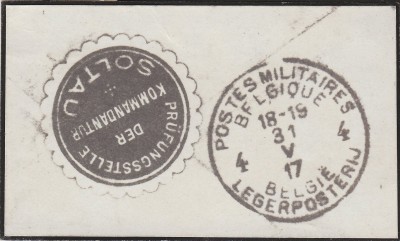 PRÜFUNGSSTELLE
DER
KOMMANDANTUR
SOLTAU
POSTES MILITAIRES
BELGIQUE
18-19
31
V
17
4 4
BELGIË
LEGERPOSTERIJ